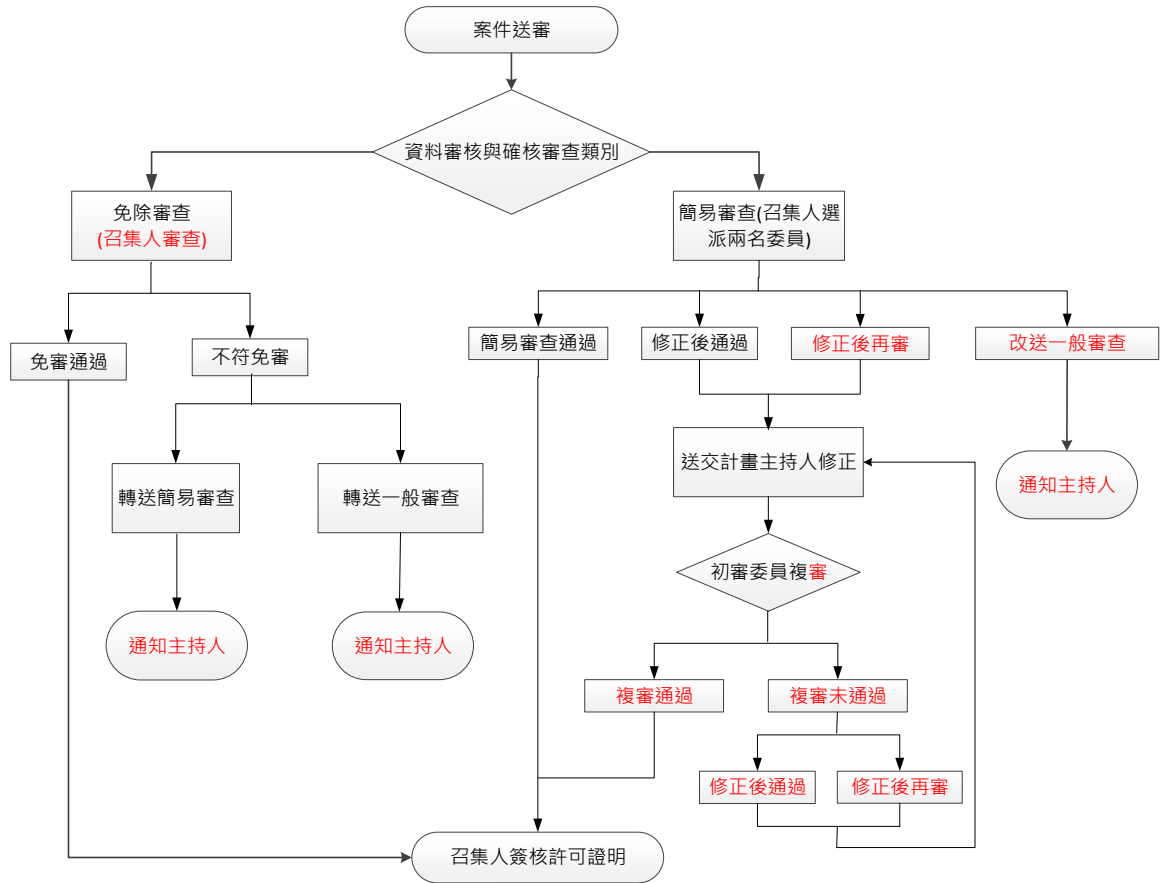 案件送審
資料審核與確核審查類別
免除審查
(召集人審查)
簡易審查(召集人選
派兩名委員)
免審通過
不符免審
簡易審查通過
修正後通過
修正後再審
改送一般審查
轉送簡易審查
轉送一般審查
送交計畫主持人修正
通知主持人
初審委員複審
通知主持人
通知主持人
複審通過
複審未通過
修正後通過
修正後再審
召集人簽核許可證明